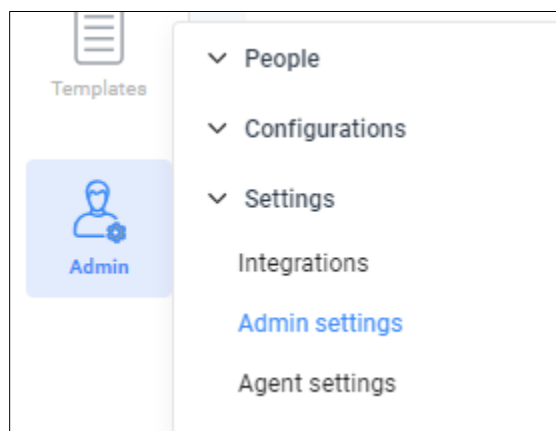 Templates
Admin
People
Configurations
Settings
Integrations
Admin settings
Agent settings